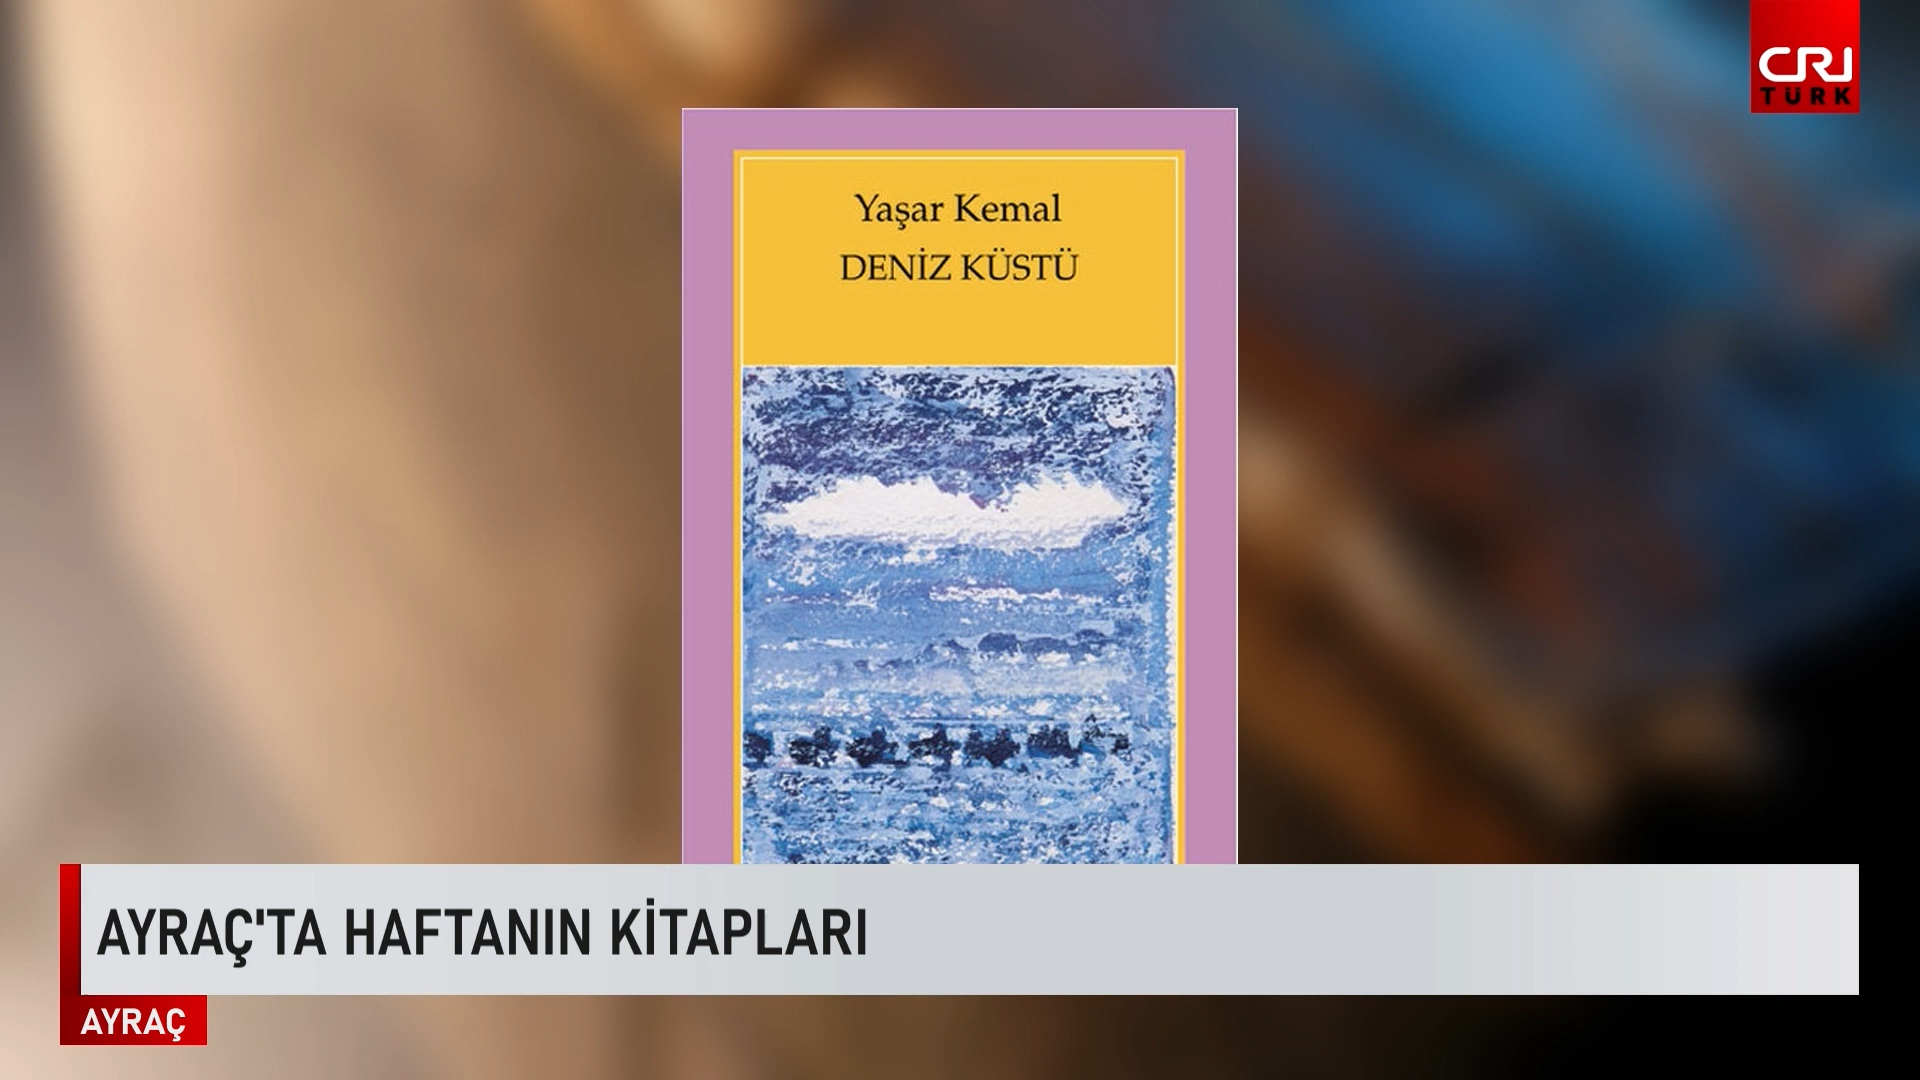 CRI
TÜRK
Yaşar Kemal
DENİZ KÜSTÜ
AYRAÇ'TA HAFTANIN KİTAPLARI
AYRAÇ